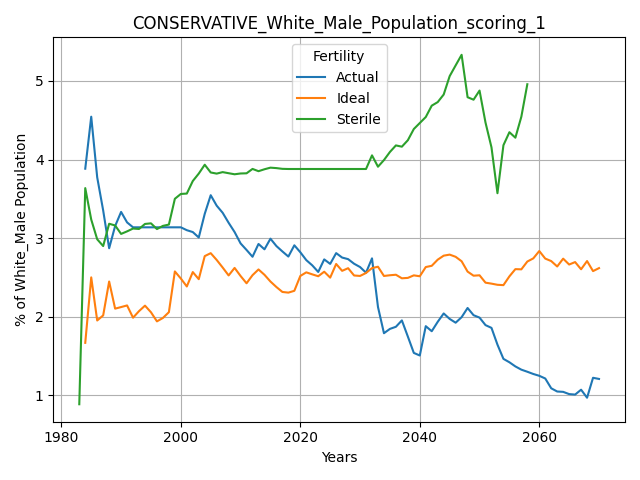 CONSERVATIVE_White_Male_Population_scoring_1
Fertility
Actual
Ideal
Sterile
% of White_Male Population
5
4
3
2
1
1980 2000 2020 2040 2060
Years